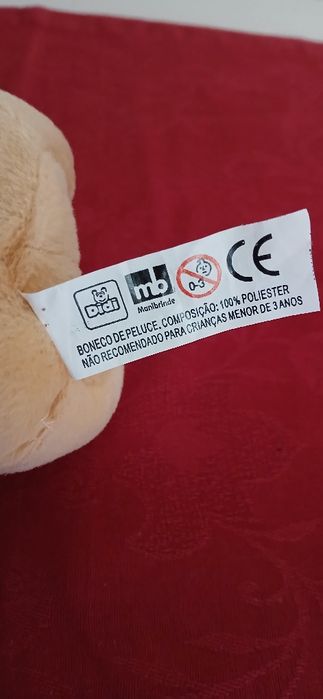 Didi
mb
Manibrinde
0-3
CE
BONECO DE PELUCE. COMPOSIÇÃO: 100% POLIESTER
NÃO RECOMENDADO PARA CRIANÇAS MENOR DE 3 ANOS